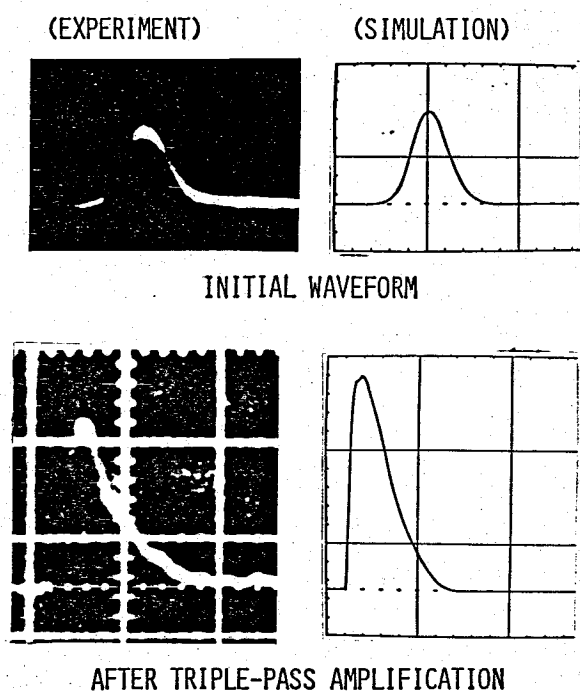 (EXPERIMENT) (SIMULATION)
INITIAL WAVEFORM
AFTER TRIPLE-PASS AMPLIFICATION